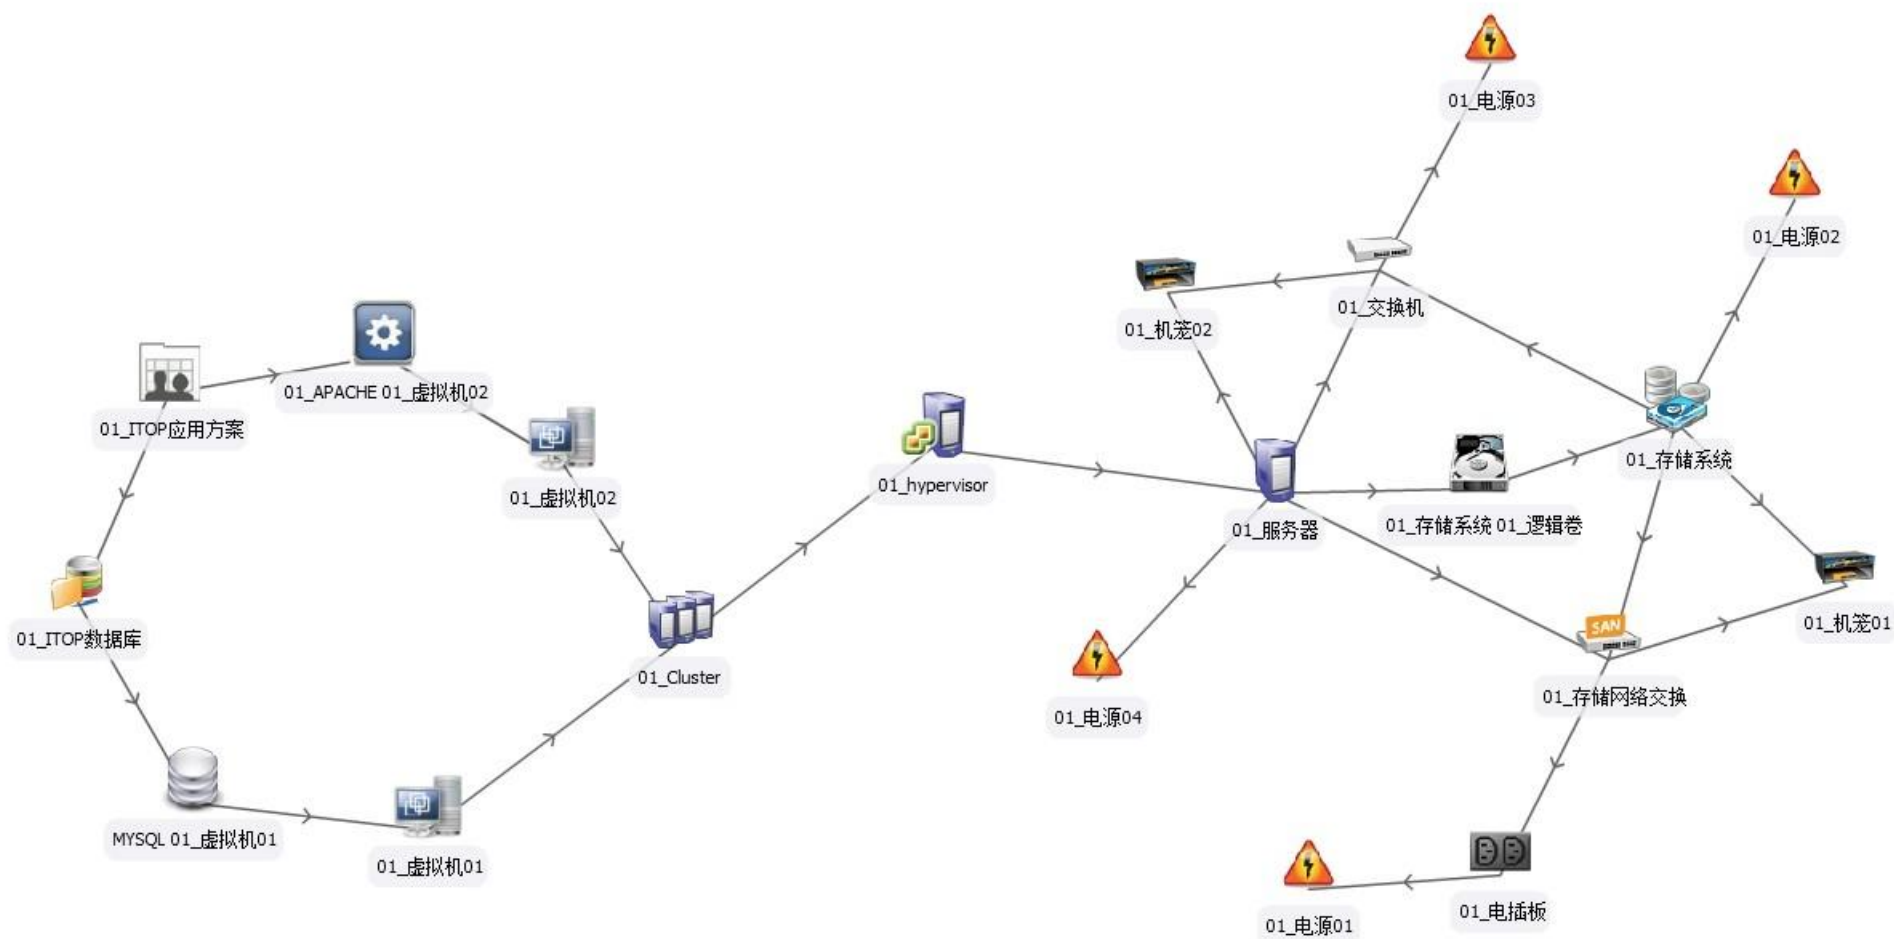 01_电源03
01_电源02
01_机笼02
01_交换机
01_APACHE 01_虚拟机02
01_ITOP应用方案
01_虚拟机02
01_hypervisor
01_存储系统
01_服务器
01_存储系统 01_逻辑卷
01_机笼01
01_ITOP数据库
SAN
01_Cluster
01_存储网络交换
01_电源04
MYSQL 01_虚拟机01
01_虚拟机01
01_电插板
01_电源01